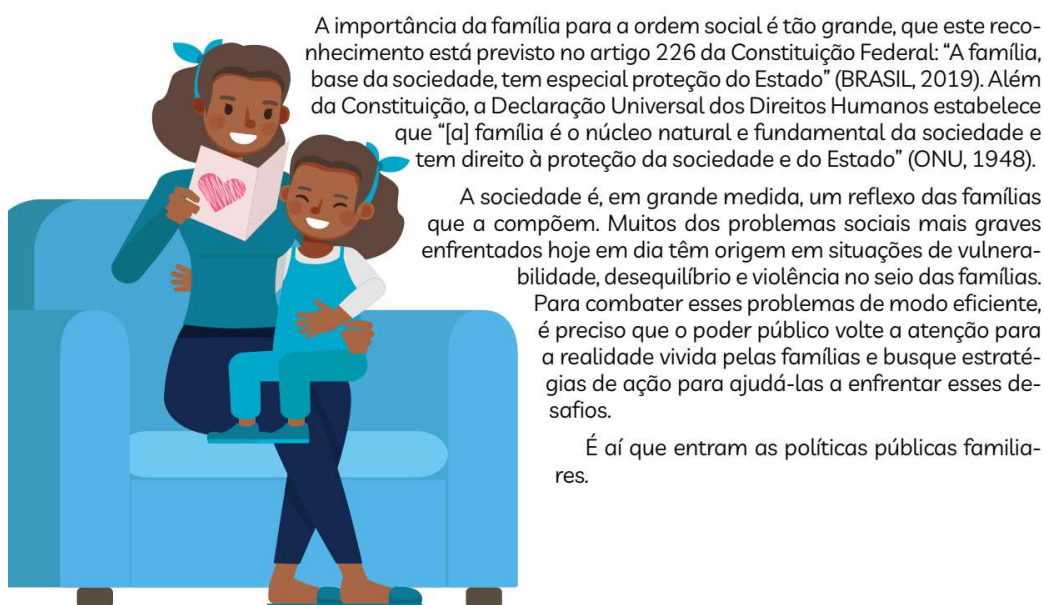 A importância da família para a ordem social é tão grande, que este reco-
nhecimento está previsto no artigo 226 da Constituição Federal: “A família,
base da sociedade, tem especial proteção do Estado” (BRASIL, 2019). Além
da Constituição, a Declaração Universal dos Direitos Humanos estabelece
que “[a] família é o núcleo natural e fundamental da sociedade e
tem direito à proteção da sociedade e do Estado” (ONU, 1948).
A sociedade é, em grande medida, um reflexo das famílias
que a compõem. Muitos dos problemas sociais mais graves
enfrentados hoje em dia têm origem em situações de vulnera-
bilidade, desequilíbrio e violência no seio das famílias.
Para combater esses problemas de modo eficiente,
é preciso que o poder público volte a atenção para
a realidade vivida pelas famílias e busque estraté-
gias de ação para ajudá-las a enfrentar esses de-
safios.
É aí que entram as políticas públicas familia-
res.